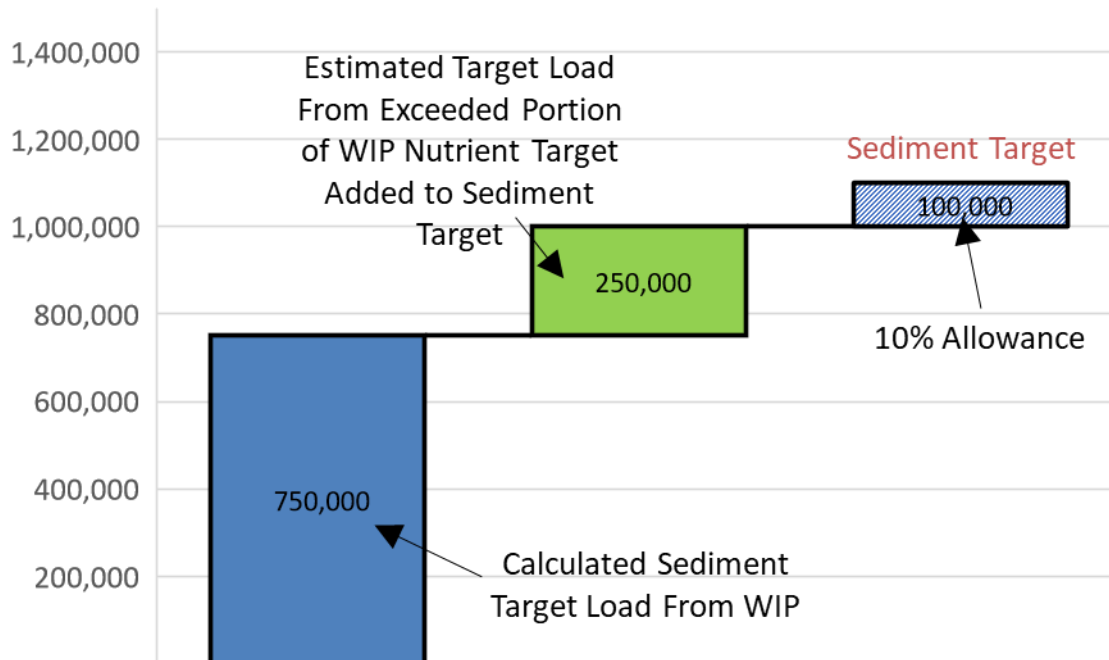 1,400,000
Estimated Target Load
From Exceeded Portion
of WIP Nutrient Target
Added to Sediment
Target
1,200,000
Sediment Target
100,000
1,000,000
250,000
800,000
10% Allowance
600,000
400,000
750,000
Calculated Sediment
Target Load From WIP
200,000